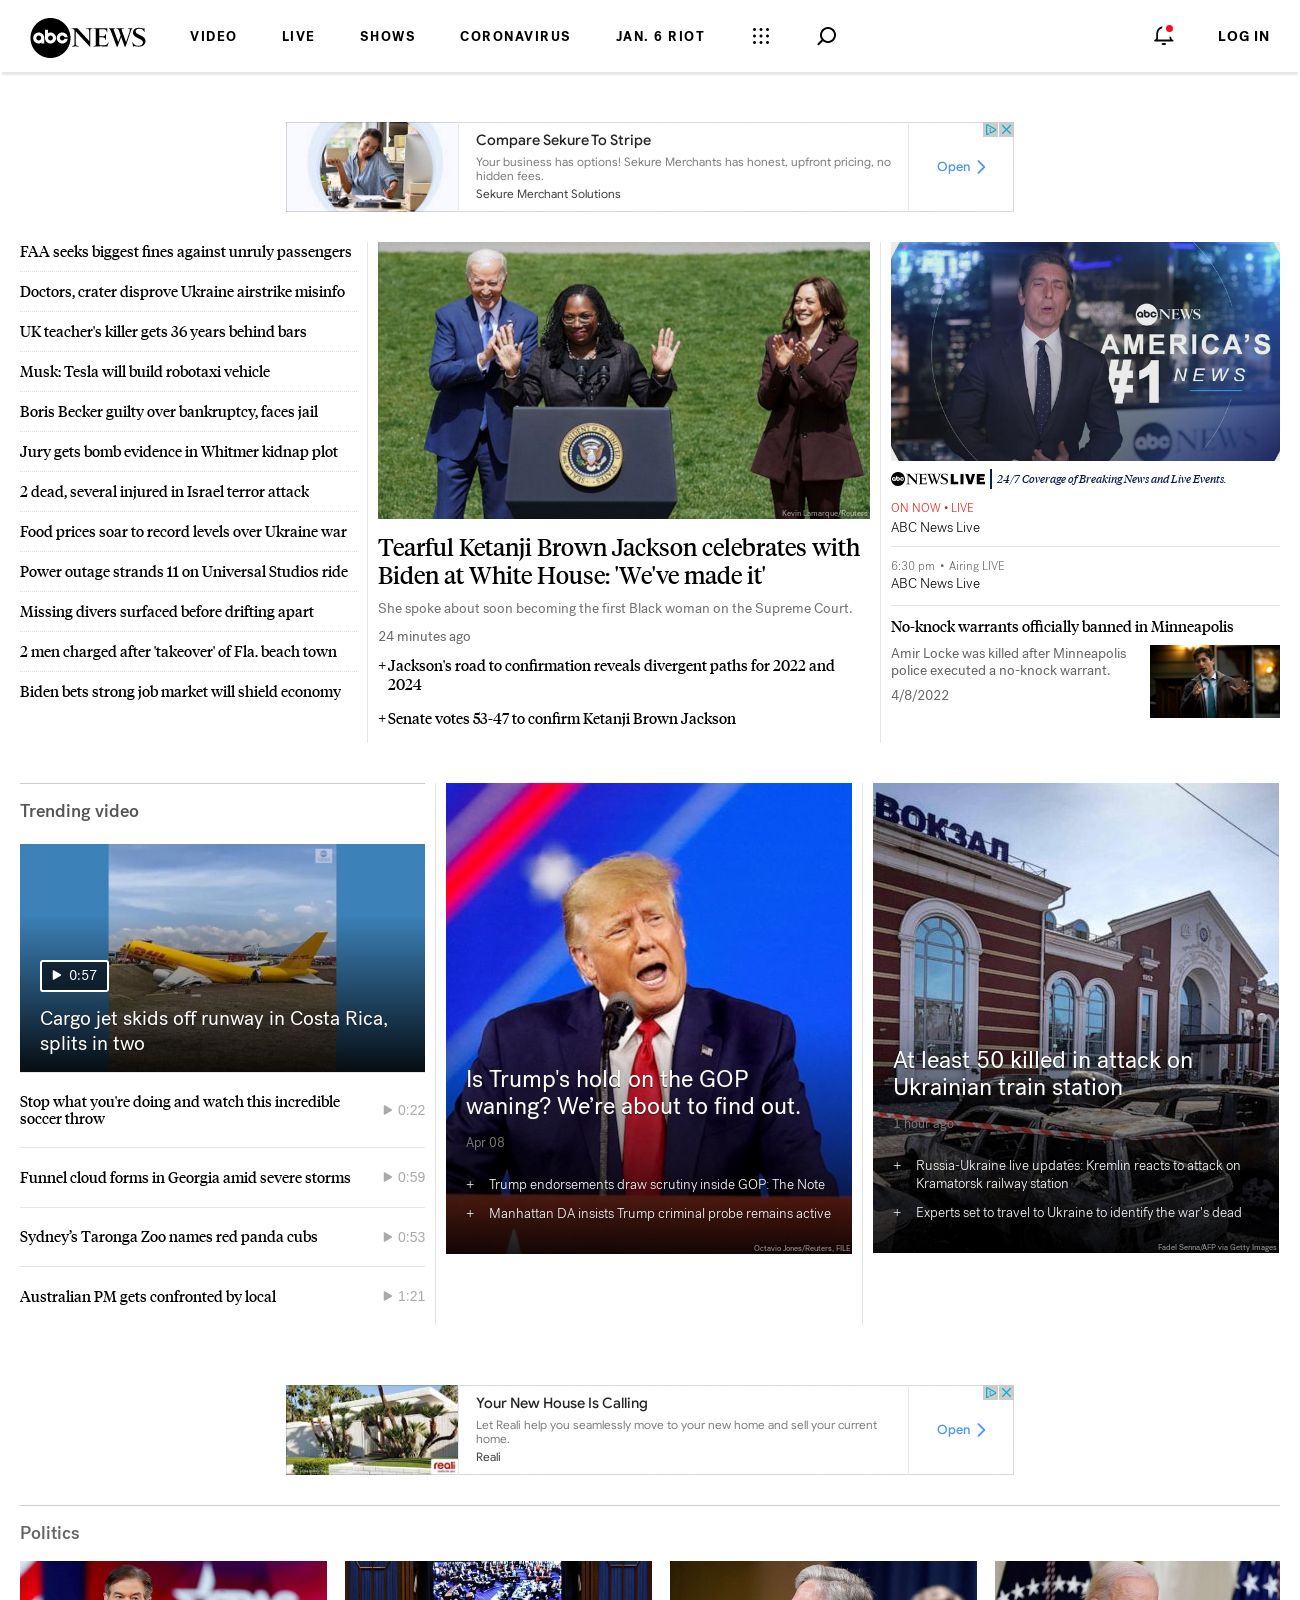 abc NEWS
VIDEO
LIVE
SHOWS
CORONAVIRUS
JAN. 6 RIOT
LOG IN
Compare Sekure To Stripe
Your business has options! Sekure Merchants has honest, upfront pricing, no
hidden fees.
Sekure Merchant Solutions
Open
FAA seeks biggest fines against unruly passengers
Doctors, crater disprove Ukraine airstrike misinfo
UK teacher's killer gets 36 years behind bars
Musk: Tesla will build robotaxi vehicle
Boris Becker guilty over bankruptcy, faces jail
Jury gets bomb evidence in Whitmer kidnap plot
2 dead, several injured in Israel terror attack
Food prices soar to record levels over Ukraine war
Power outage strands 11 on Universal Studios ride
Missing divers surfaced before drifting apart
2 men charged after 'takeover' of Fla. beach town
Biden bets strong job market will shield economy
Kevin Lamarque/Reuters
Tearful Ketanji Brown Jackson celebrates with
Biden at White House: 'We've made it'
She spoke about soon becoming the first Black woman on the Supreme Court.
24 minutes ago
+ Jackson's road to confirmation reveals divergent paths for 2022 and
2024
+ Senate votes 53-47 to confirm Ketanji Brown Jackson
abc NEWS
AMERICA'S
#1 NEWS
abc NEWS
abc NEWS LIVE
24/7 Coverage of Breaking News and Live Events.
ON NOW • LIVE
ABC News Live
6:30 pm • Airing LIVE
ABC News Live
No-knock warrants officially banned in Minneapolis
Amir Locke was killed after Minneapolis
police executed a no-knock warrant.
4/8/2022
Trending video
DHL
0:57
Cargo jet skids off runway in Costa Rica,
splits in two
Stop what you're doing and watch this incredible
soccer throw
0:22
Funnel cloud forms in Georgia amid severe storms
0:59
Sydney's Taronga Zoo names red panda cubs
0:53
Australian PM gets confronted by local
1:21
Is Trump's hold on the GOP
waning? We're about to find out.
Apr 08
+ Trump endorsements draw scrutiny inside GOP: The Note
+ Manhattan DA insists Trump criminal probe remains active
Octavio Jones/Reuters, FILE
ВОКЗАЛ
At least 50 killed in attack on
Ukrainian train station
1 hour ago
+ Russia-Ukraine live updates: Kremlin reacts to attack on
Kramatorsk railway station
+ Experts set to travel to Ukraine to identify the war's dead
Fadel Senna/AFP via Getty Images
Your New House Is Calling
Let Reali help you seamlessly move to your new home and sell your current
home.
Reali
reali
Open
Politics